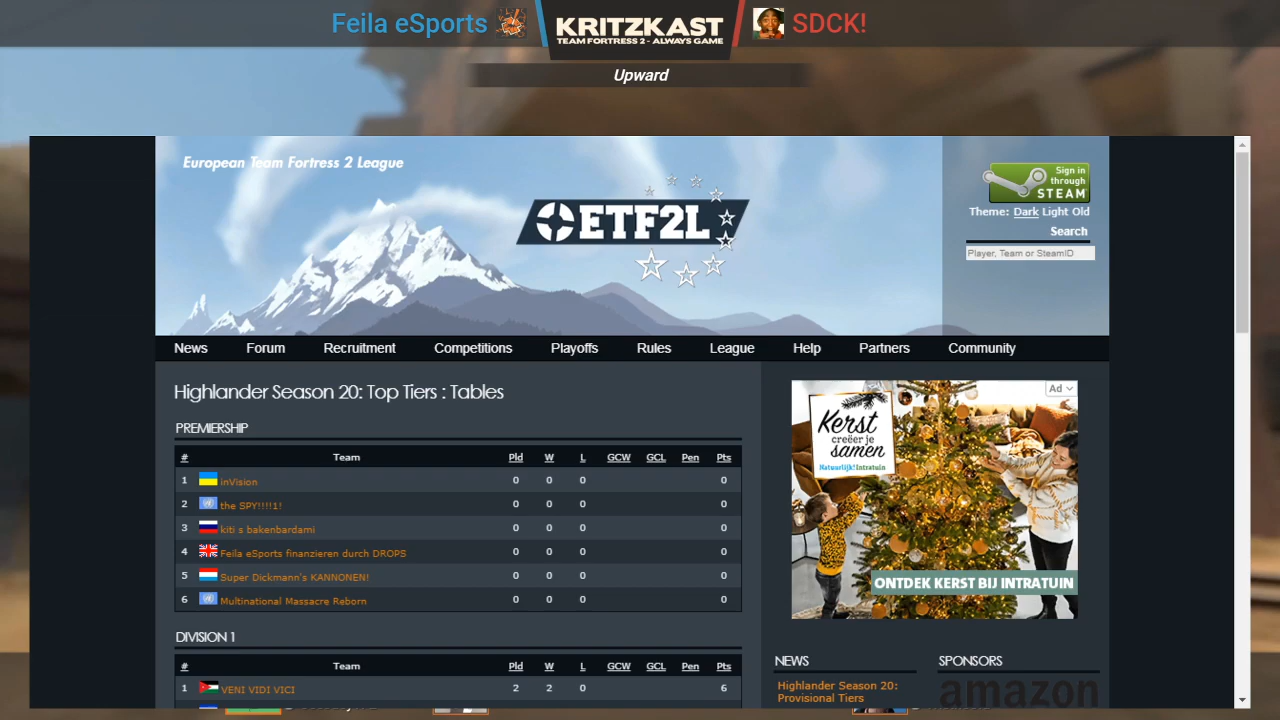 Feila eSports
KRITZKAST
TEAM FORTRESS 2 - ALWAYS GAME
SDCK!
Upward
European Team Fortress 2 League
ETF2L
Sign in
through
STEAM
Theme: Dark Light Old
Search
Player, Team or SteamID
News Forum Recruitment Competitions Playoffs Rules League Help Partners Community
Highlander Season 20: Top Tiers : Tables
PREMIERSHIP
# Team Pld W L GCW GCL Pen Pts
1 inVision 0 0 0 0
2 the SPY!!!!1! 0 0 0 0
3 kiti s bakenbardami 0 0 0 0
4 Feila eSports finanzieren durch DROPS 0 0 0 0
5 Super Dickmann's KANNONEN! 0 0 0 0
6 Multinational Massacre Reborn 0 0 0 0
DIVISION 1
# Team Pld W L GCW GCL Pen Pts
1 VENI VIDI VICI 2 2 0 6
Ad
Kerst
creëer je
samen
Natuurlijk! Intratuin
ONTDEK KERST BIJ INTRATUIN
NEWS
Highlander Season 20:
Provisional Tiers
SPONSORS
amazon